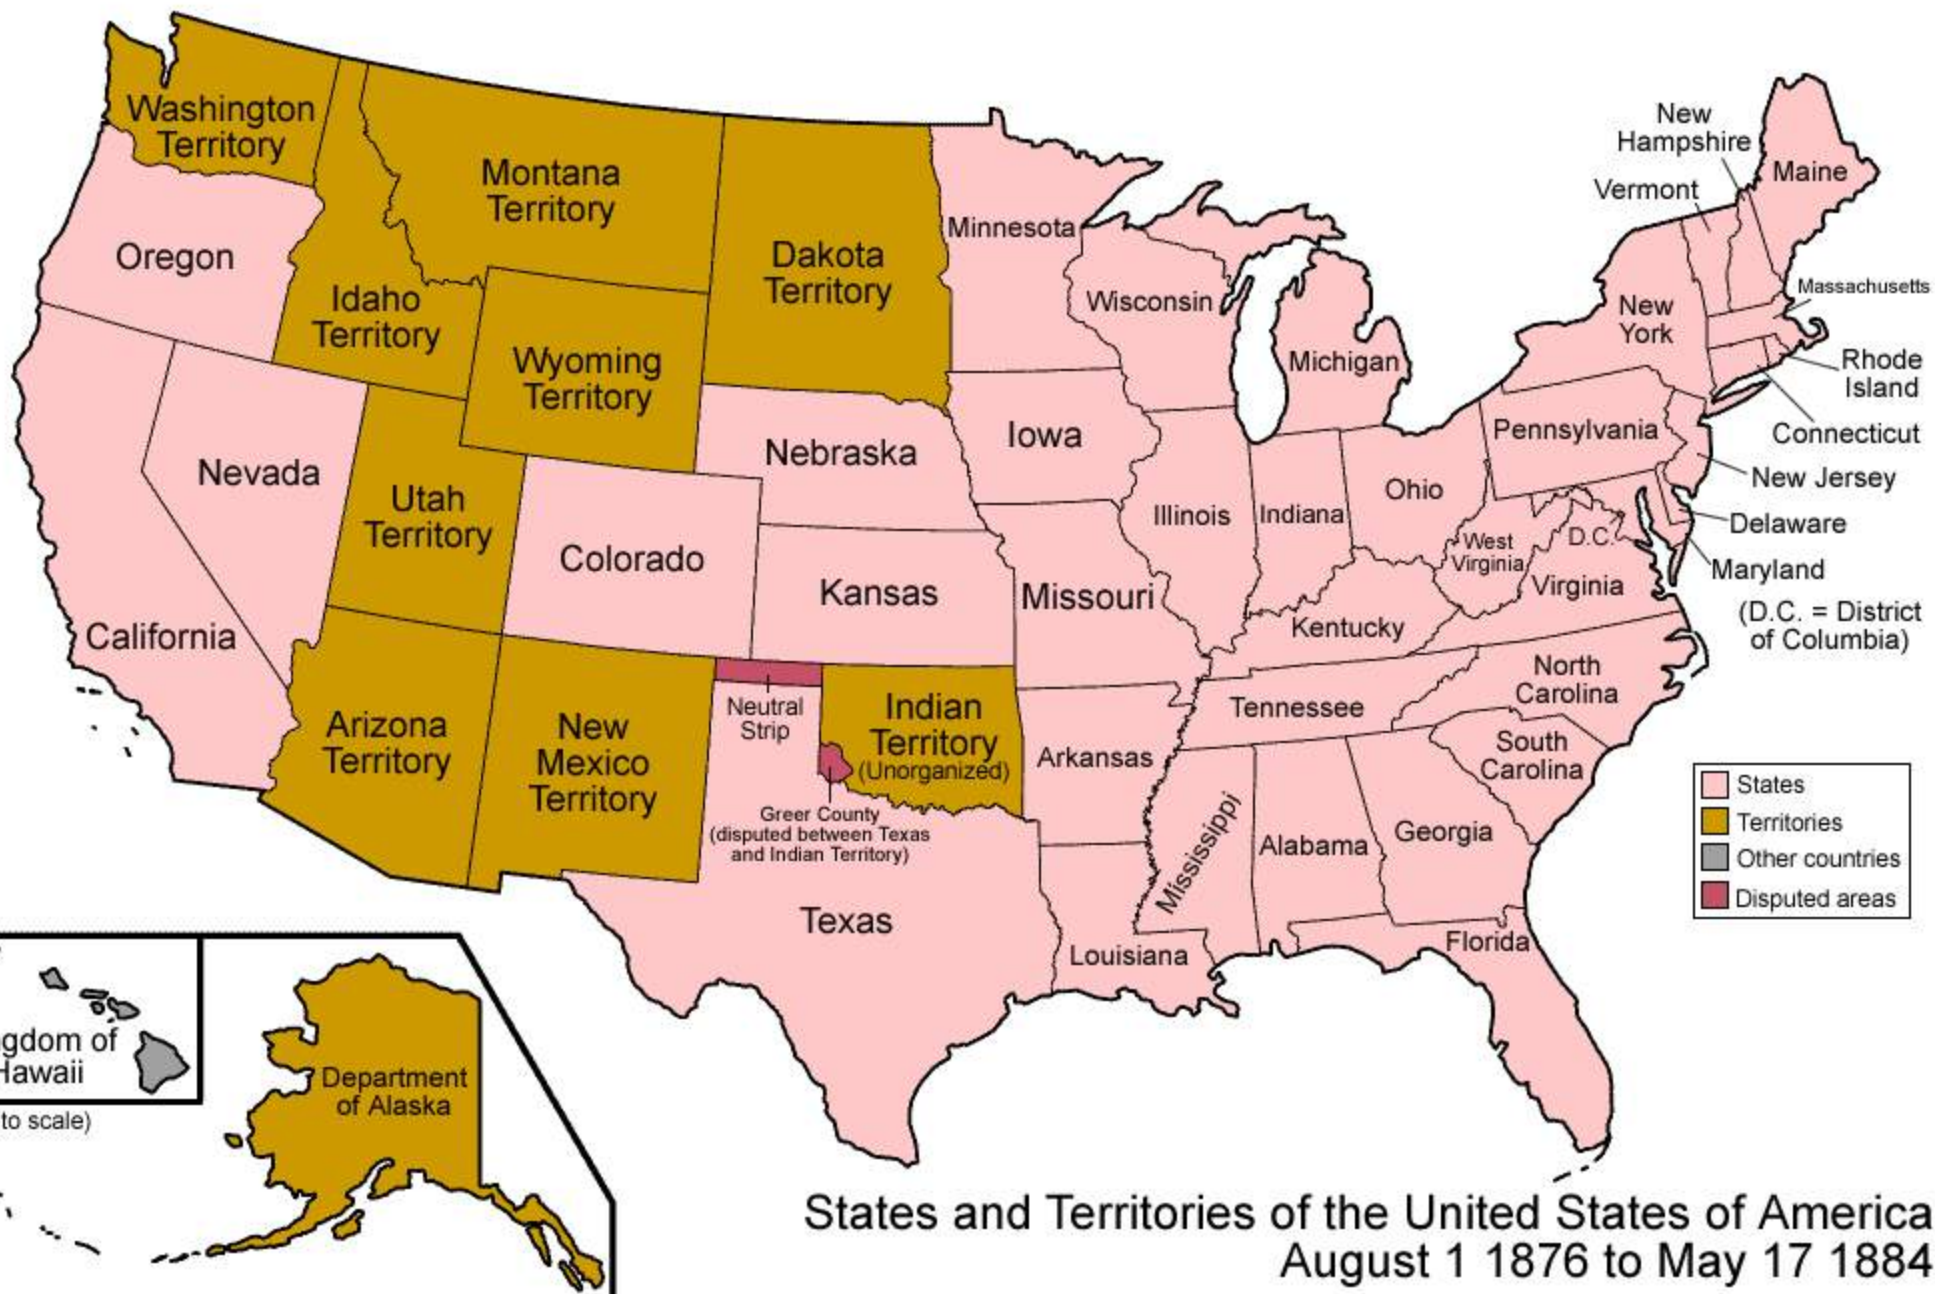 Washington
Territory
Montana
Territory
Dakota
Territory
Minnesota
New
Hampshire
Vermont
Maine
Oregon
Idaho
Territory
Wyoming
Territory
Wisconsin
Michigan
New
York
Massachusetts
Rhode
Island
Connecticut
New Jersey
Delaware
Maryland
(D.C. = District
of Columbia)
Nevada
Utah
Territory
Nebraska
Iowa
Pennsylvania
Ohio
Illinois
Indiana
West
Virginia
D.C.
Virginia
Colorado
Kansas
Missouri
Kentucky
California
Arizona
Territory
New
Mexico
Territory
Neutral
Strip
Indian
Territory
(Unorganized)
Greer County
(disputed between Texas
and Indian Territory)
Arkansas
Tennessee
North
Carolina
South
Carolina
Mississippi
Alabama
Georgia
Texas
Louisiana
Florida
States
Territories
Other countries
Disputed areas
gdom of
Hawaii
to scale)
Department
of Alaska
States and Territories of the United States of America
August 1 1876 to May 17 1884